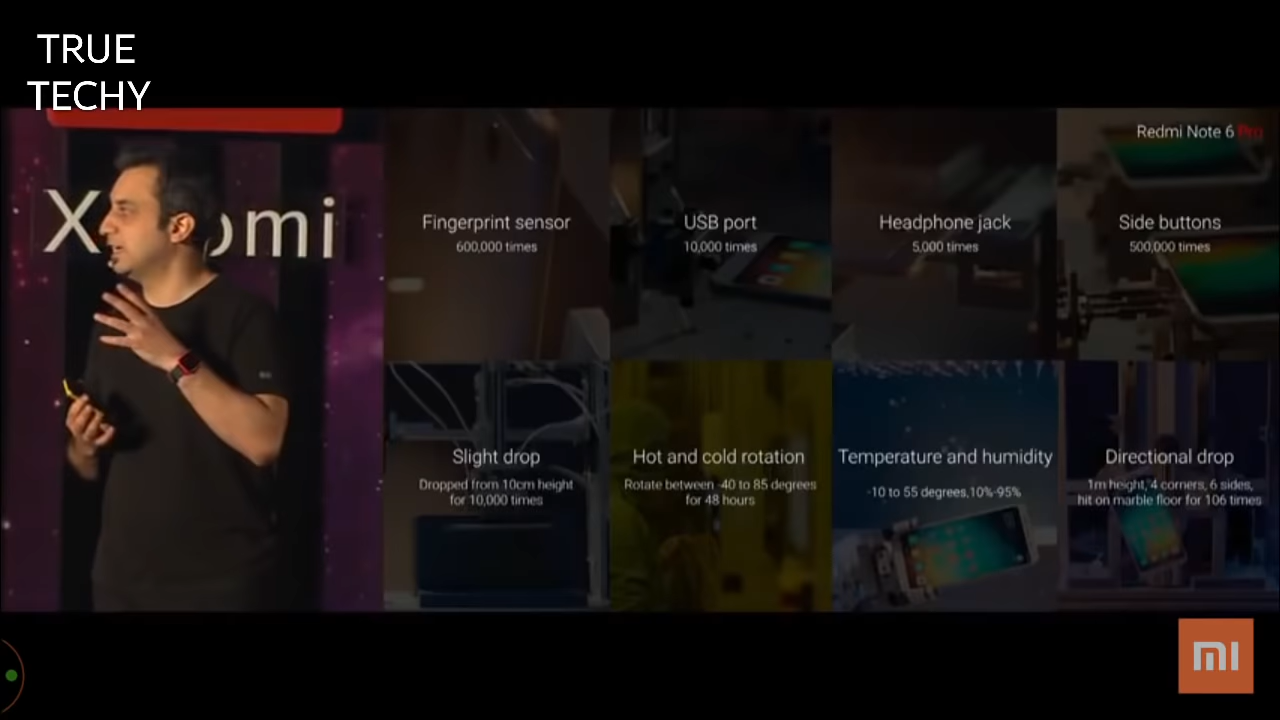 TRUE
TECHY
Redmi Note 6 Pro
Xiaomi
Fingerprint sensor
600,000 times
USB port
10,000 times
Headphone jack
5,000 times
Side buttons
500,000 times
Slight drop
Dropped from 10cm height
for 10,000 times
Hot and cold rotation
Rotate between -40 to 85 degrees
for 48 hours
Temperature and humidity
-10 to 55 degrees,10%-95%
Directional drop
1m height, 4 corners, 6 sides,
hit on marble floor for 106 times
mi